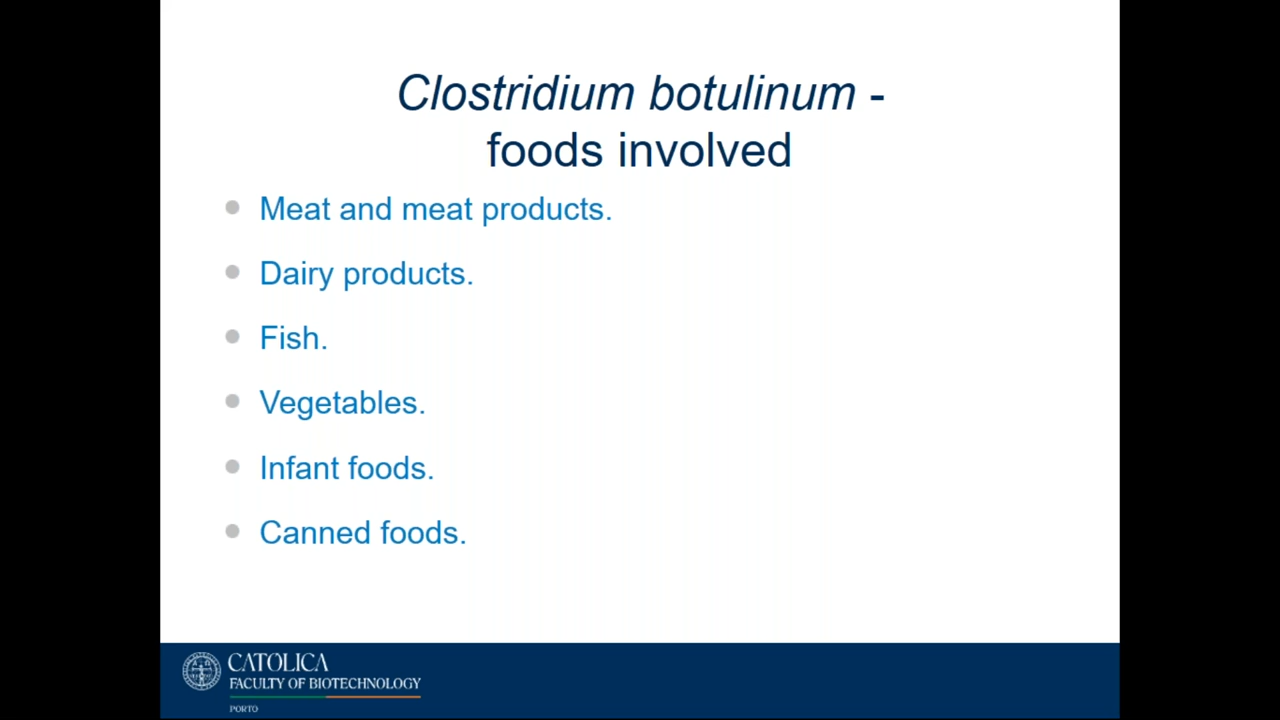 Clostridium botulinum -
foods involved
Meat and meat products.
Dairy products.
Fish.
Vegetables.
Infant foods.
Canned foods.
CATOLICA
FACULTY OF BIOTECHNOLOGY
PORTO